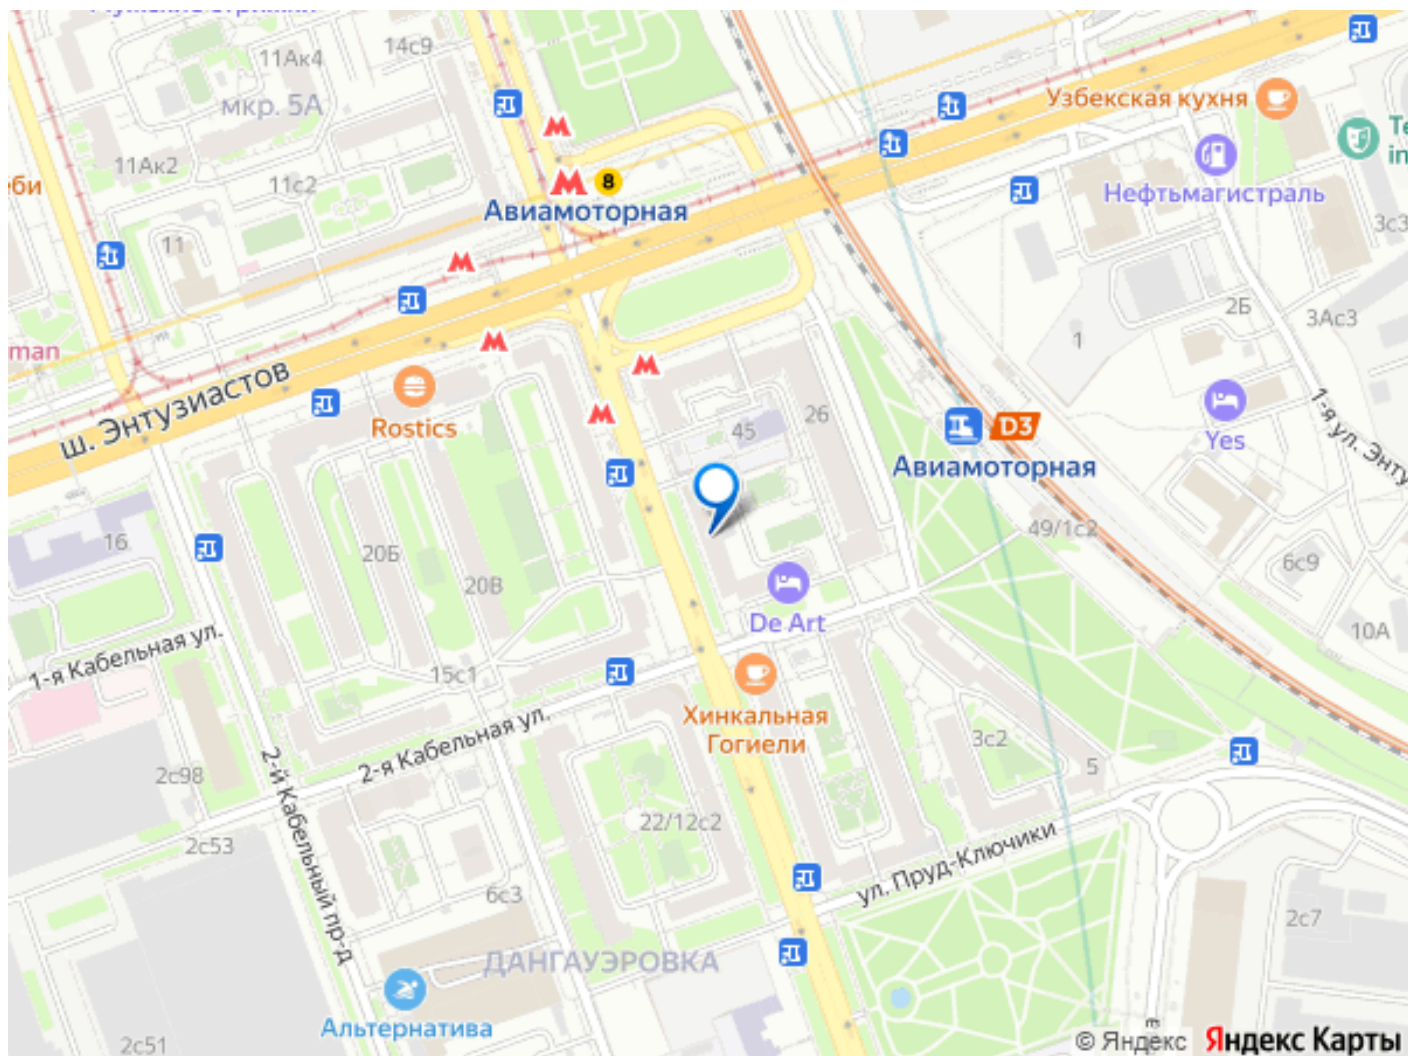 14с9
11Ак4
мкр. 5А
Узбекская кухня
11Ак2
11с2
8
еби
Авиамоторная
Нефтьмагистраль
3с3
11
2Б
3Ас3
man
1
ш. Энтузиастов
Rostics
45
26
D3
Yes
Авиамоторная
16
20Б
20В
49/1с2
6с9
De Art
10А
1-я Кабельная ул.
15с1
Хинкальная
Гогиели
2-я Кабельная ул.
3с2
5
2с98
2-й Кабельный пр-д
22/12с2
2с53
ул. Пруд-Ключики
6с3
2с7
ДАНГАУЭРОВКА
Альтернатива
2с51
© Яндекс Яндекс Карты